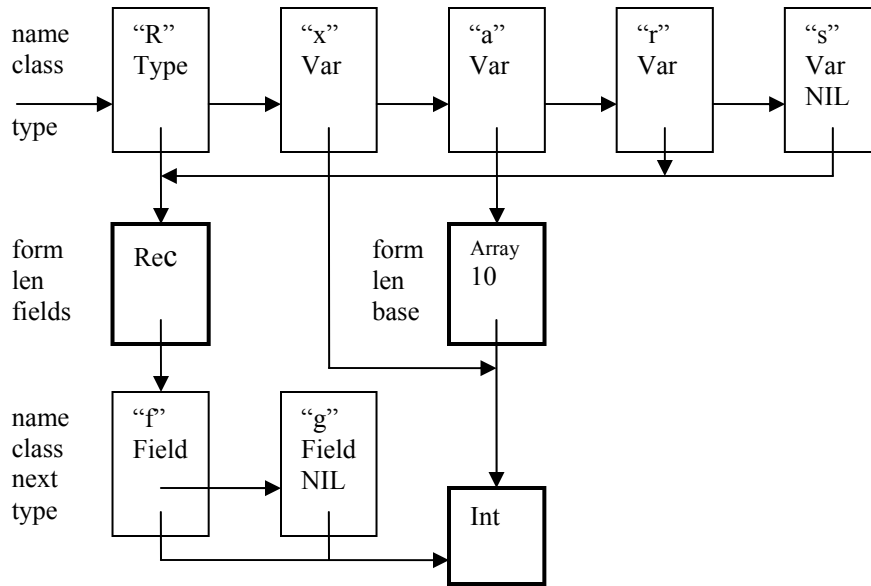 name
class
type
“R”
Type
“x”
Var
“a”
Var
“r”
Var
“s”
Var
NIL
form
len
fields
Rec
form
len
base
Array
10
name
class
next
type
“f”
Field
“g”
Field
NIL
Int